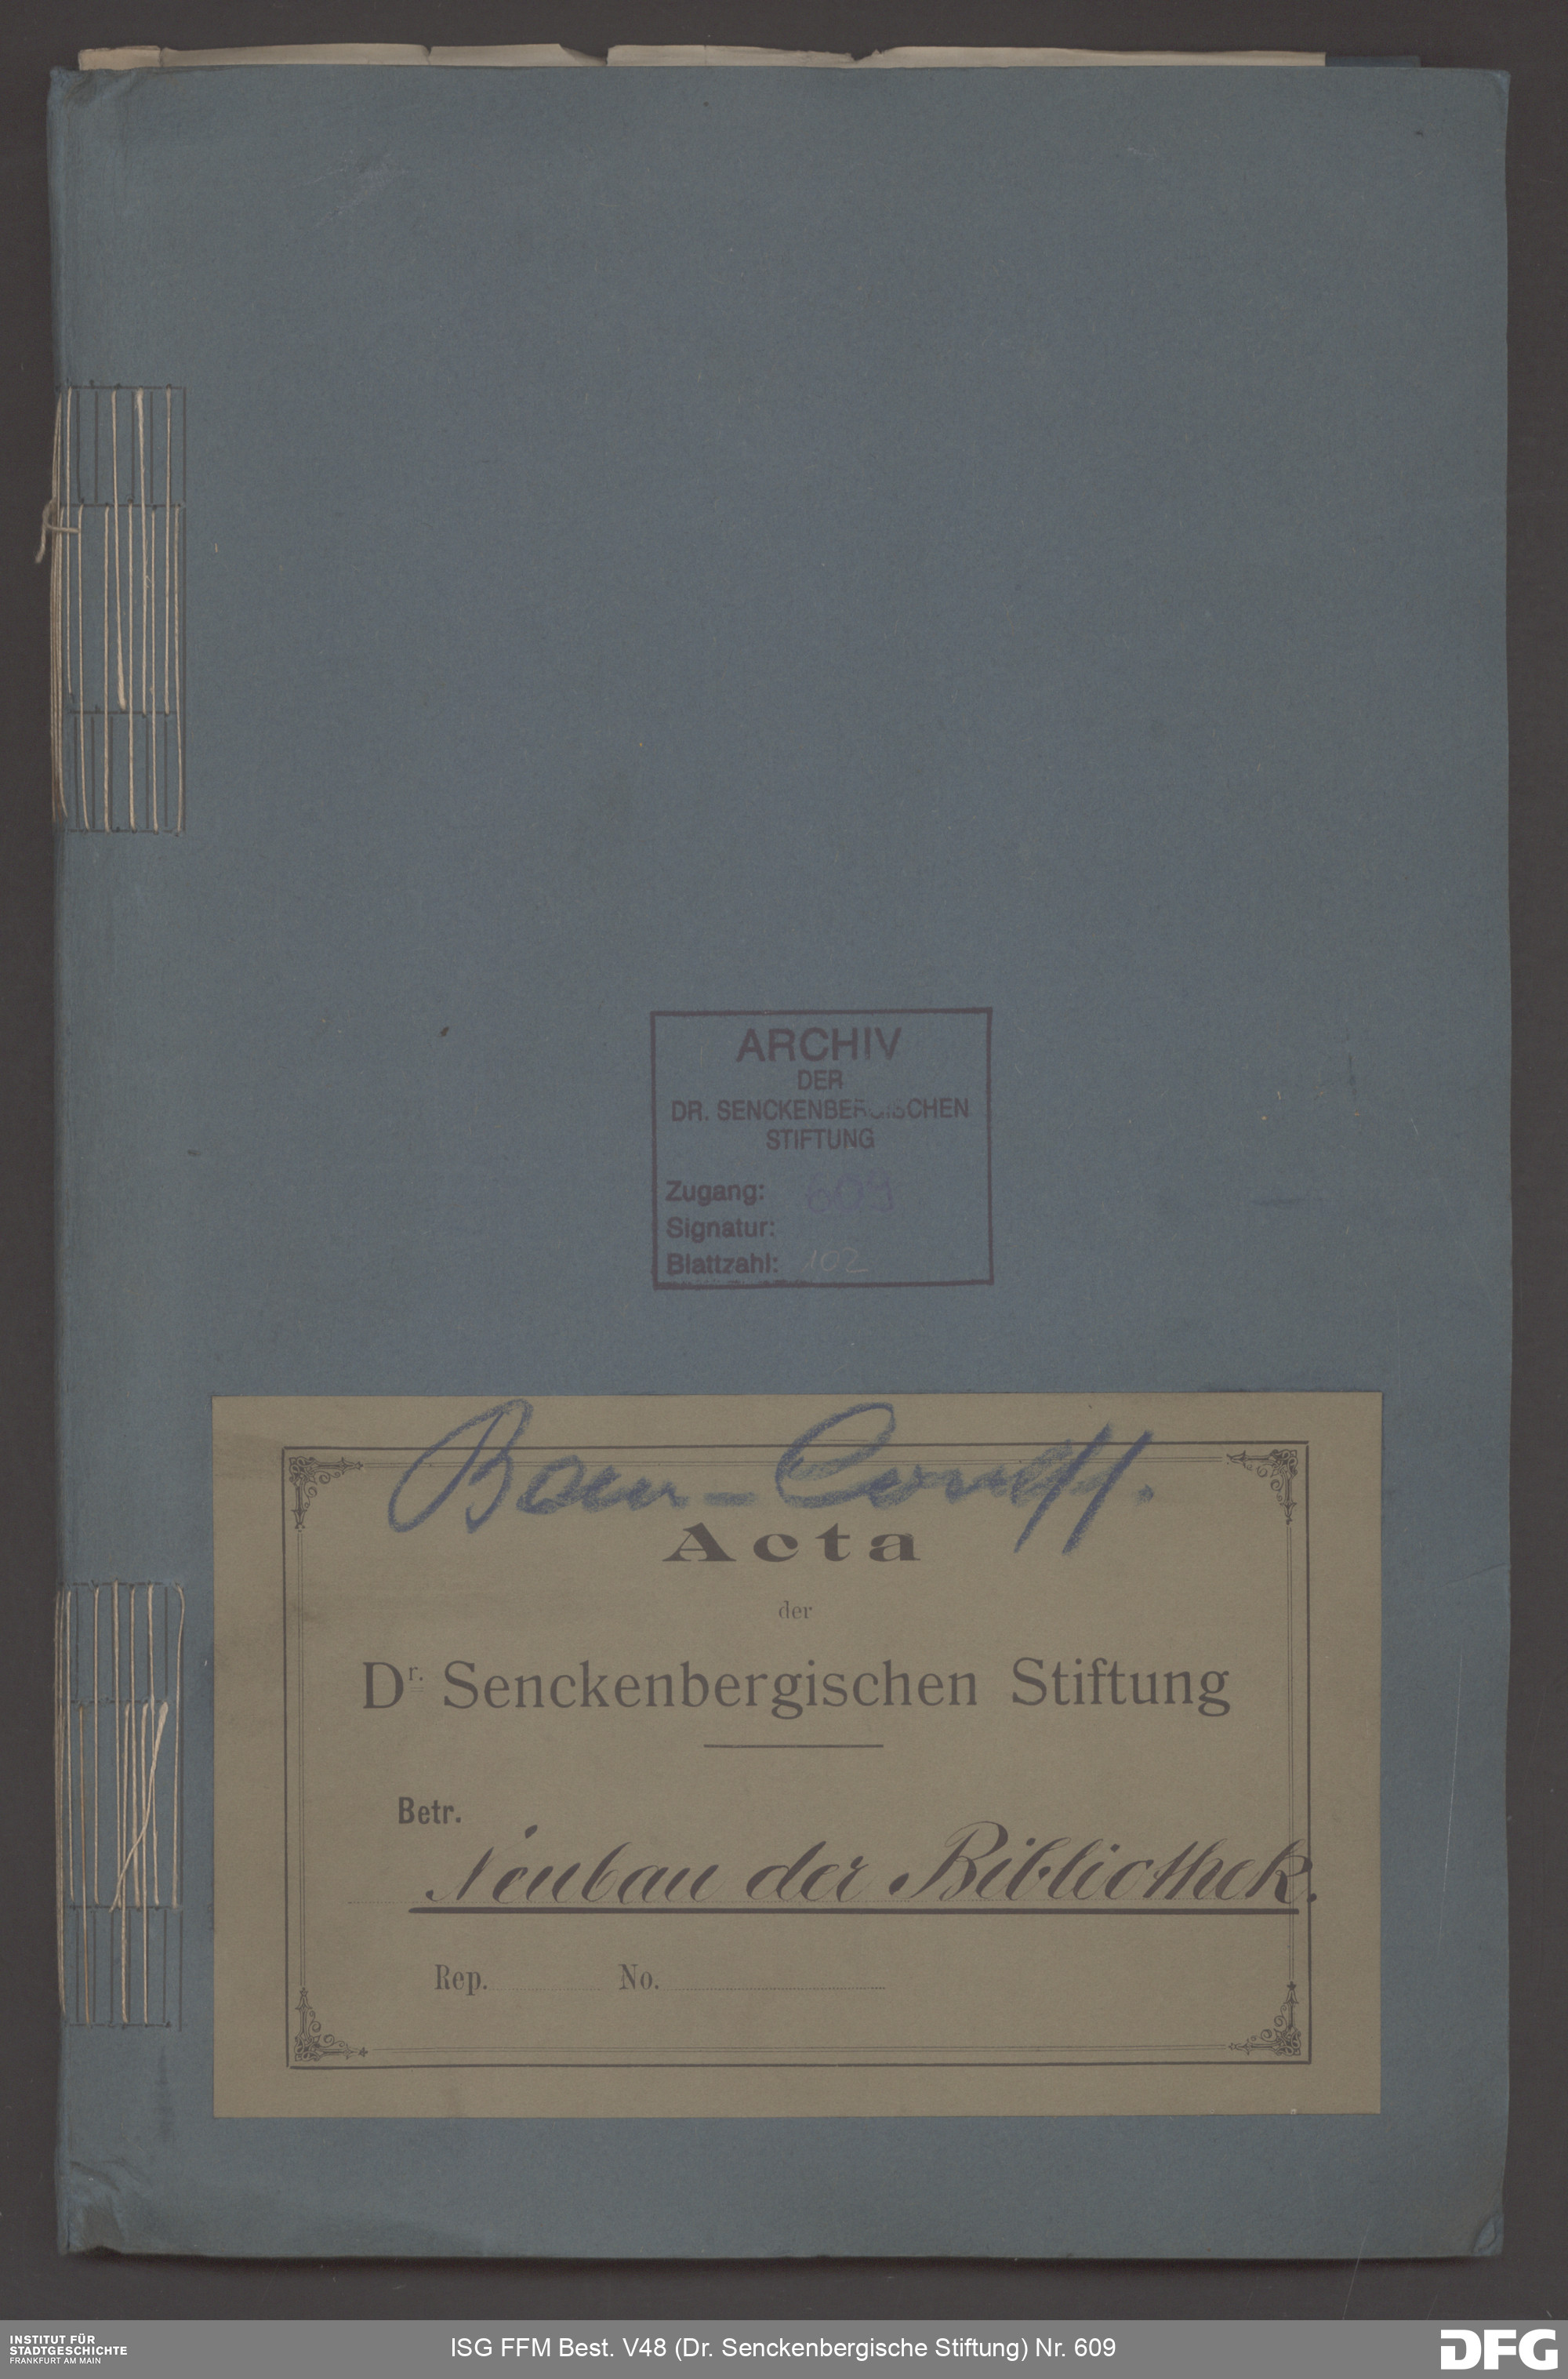 ARCHIV
DER
DR. SENCKENBERGISCHEN
STIFTUNG
Zugang: 609
Signatur:
Blattzahl: 102
Bau-
Acta
der
Dr. Senckenbergischen Stiftung
Betr.
Neubau der Bibliothek.
Rep. No.
INSTITUT FÜR
STADTGESCHICHTE
FRANKFURT AM MAIN
ISG FFM Best. V48 (Dr. Senckenbergische Stiftung) Nr. 609
DFG